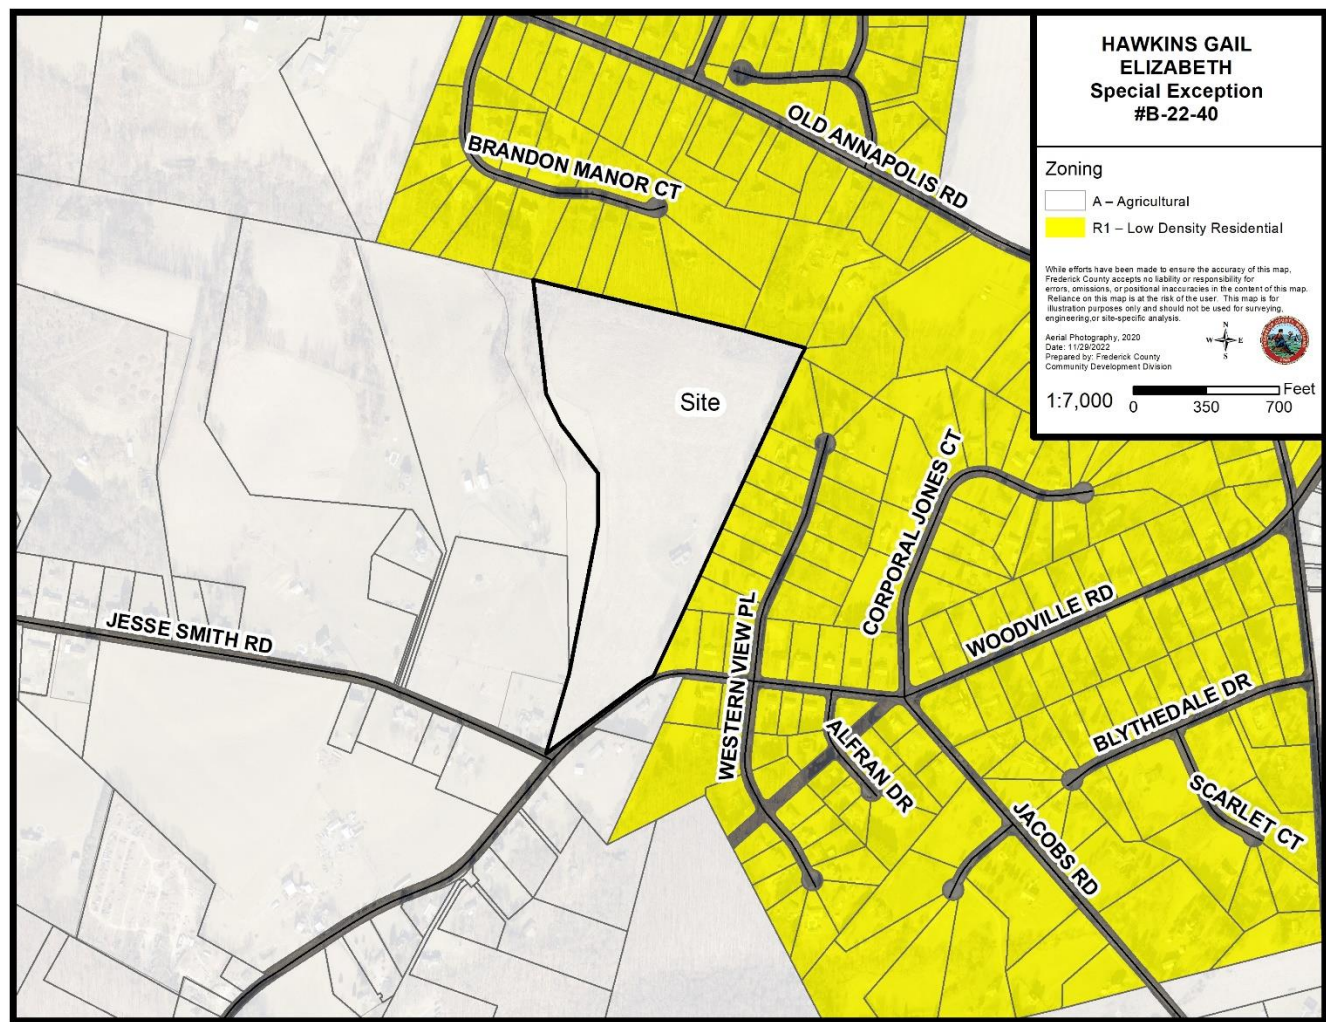 HAWKINS GAIL
ELIZABETH
Special Exception
#B-22-40
Zoning
A – Agricultural
R1 – Low Density Residential
While efforts have been made to ensure the accuracy of this map,
Frederick County accepts no liability or responsibility for
errors, omissions, or positional inaccuracies in the content of this map.
Reliance on this map is at the risk of the user. This map is for
illustration purposes only and should not be used for surveying,
engineering,or site-specific analysis.
Aerial Photography, 2020
Date: 11/29/2022
Prepared by: Frederick County
Community Development Division
N
W E
S
1:7,000
Feet
0 350 700
OLD ANNAPOLIS RD
BRANDON MANOR CT
Site
CORPORAL JONES CT
WESTERN VIEW PL
WOODVILLE RD
JESSE SMITH RD
BLYTHEDALE DR
ALFRAN DR
SCARLET CT
JACOBS RD